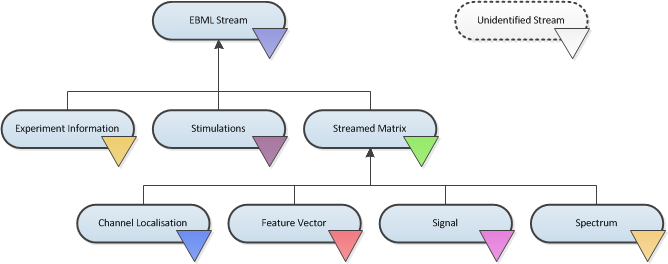 EBML Stream
Unidentified Stream
Experiment Information
Stimulations
Streamed Matrix
Channel Localisation
Feature Vector
Signal
Spectrum